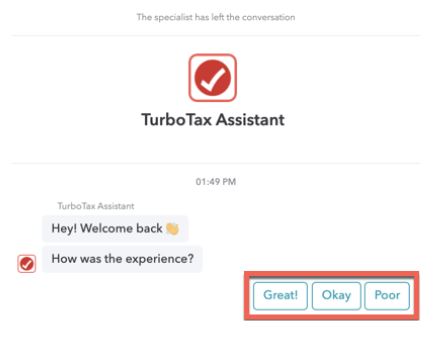 The specialist has left the conversation
TurboTax Assistant
01:49 PM
TurboTax Assistant
Hey! Welcome back 👋
How was the experience?
Great! Okay Poor